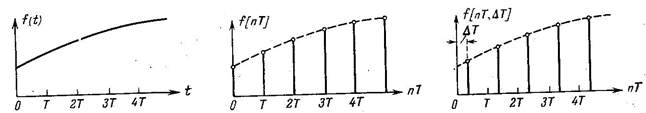 f(t)
0 T 2T 3T 4T t
f[nT]
0 T 2T 3T 4T nT
f[nT,ΔT]
ΔT
0 T 2T 3T 4T nT